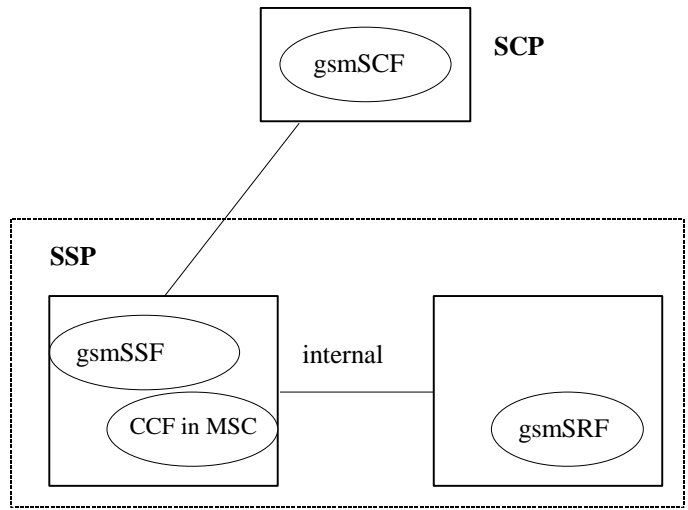 gsmSCF
SCP
SSP
gsmSSF
internal
CCF in MSC
gsmSRF